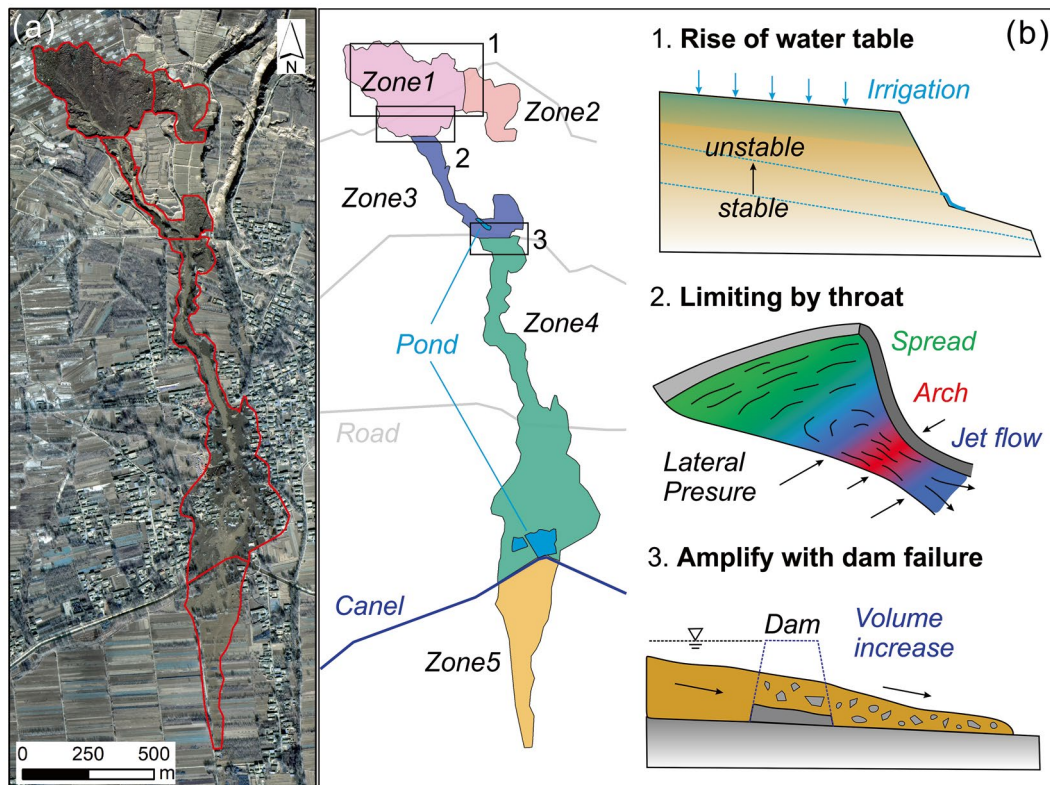 (a)
N
0 250 500
m
Zone1
1
Zone2
2
Zone3
3
Zone4
Pond
Road
Canel
Zone5
(b)
1. Rise of water table
Irrigation
unstable
stable
2. Limiting by throat
Spread
Arch
Jet flow
Lateral
Presure
3. Amplify with dam failure
Dam
Volume
increase